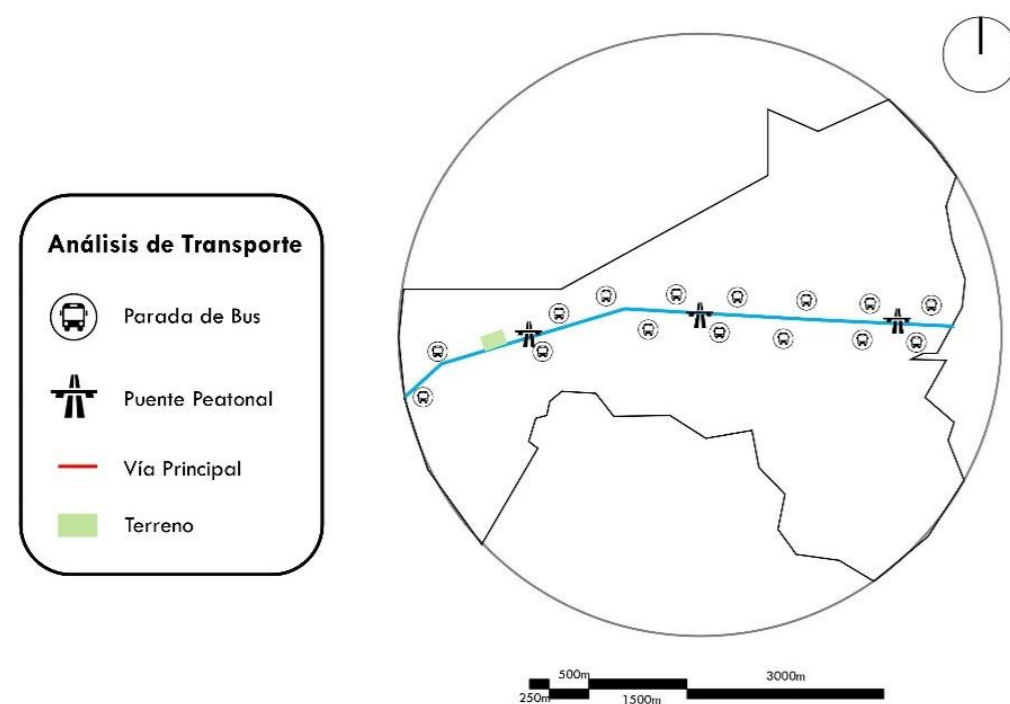 Análisis de Transporte
Parada de Bus
Puente Peatonal
Vía Principal
Terreno
500m
3000m
250m
1500m